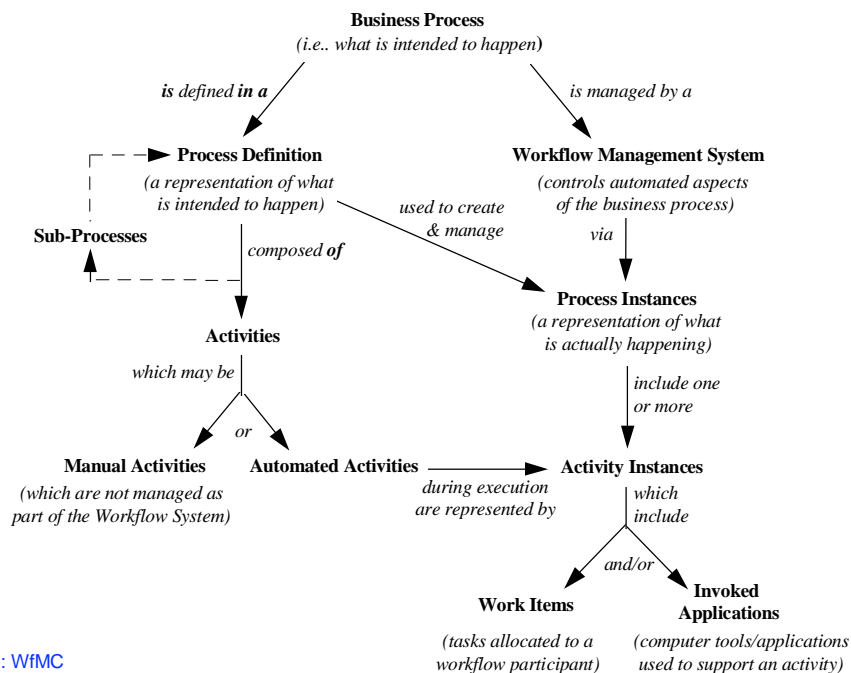 Business Process
(i.e.. what is intended to happen)
is defined in a
is managed by a
Process Definition
(a representation of what
is intended to happen)
Workflow Management System
(controls automated aspects
of the business process)
used to create
& manage
via
Sub-Processes
composed of
Process Instances
(a representation of what
is actually happening)
Activities
which may be
include one
or more
or
Manual Activities
(which are not managed as
part of the Workflow System)
Automated Activities
during execution
are represented by
Activity Instances
which
include
and/or
Work Items
(tasks allocated to a
workflow participant)
Invoked
Applications
(computer tools/applications
used to support an activity)
: WfMC